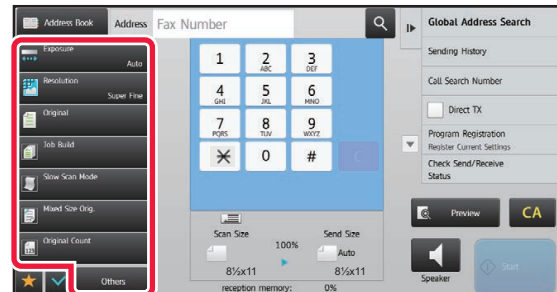 Address Book
Address
Fax Number
Exposure
Auto
Resolution
Super Fine
Original
Job Build
Slow Scan Mode
Mixed Size Orig.
Original Count
Others
1
2
ABC
3
DEF
4
GHI
5
JKL
6
MNO
7
PQRS
8
TUV
9
WXYZ
0
#
C
Scan Size
100%
Send Size
Auto
8½x11
8½x11
reception memory: 0%
Global Address Search
Sending History
Call Search Number
Direct TX
Program Registration
Register Current Settings
Check Send/Receive
Status
Preview
CA
Speaker
Start